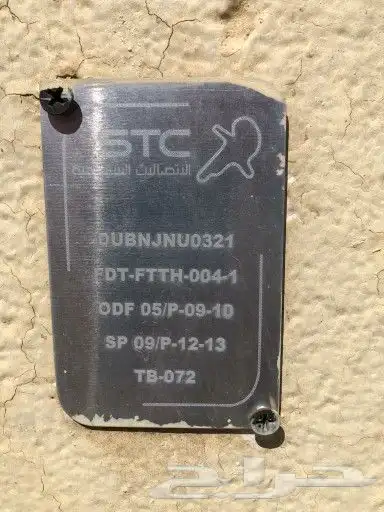 STC
الاتصالات السعودية
DUBNJNU0321
FDT-FTTH-004-1
ODF 05/P-09-10
SP 09/P-12-13
TB-072
حراج